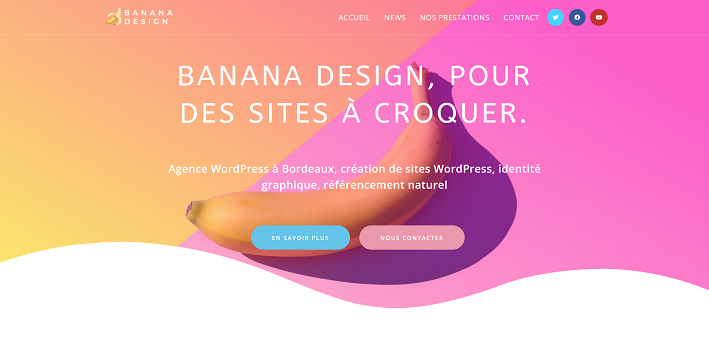 BANANA
DESIGN
ACCUEIL NEWS NOS PRESTATIONS CONTACT
BANANA DESIGN, POUR
DES SITES À CROQUER.
Agence WordPress à Bordeaux, création de sites WordPress, identité
graphique, référencement naturel
EN SAVOIR PLUS NOUS CONTACTER